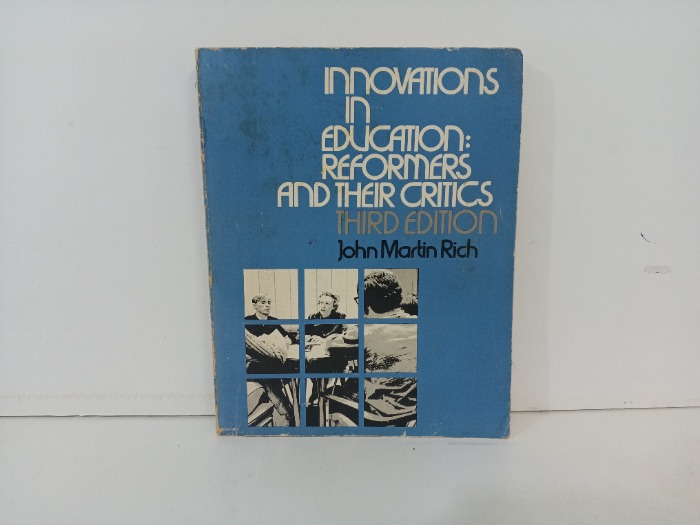 INNOVATIONS
IN
EDUCATION:
REFORMERS
AND THEIR CRITICS
THIRD EDITION
John Martin Rich